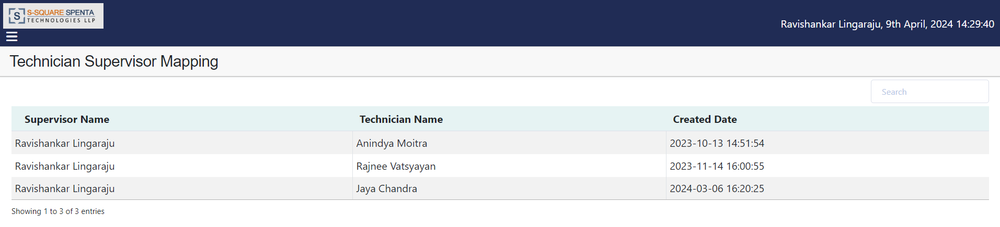 S
S-SQUARE SPENTA
TECHNOLOGIES LLP
Ravishankar Lingaraju, 9th April, 2024 14:29:40
Technician Supervisor Mapping
Search
Supervisor Name Technician Name Created Date
Ravishankar Lingaraju Anindya Moitra 2023-10-13 14:51:54
Ravishankar Lingaraju Rajnee Vatsyayan 2023-11-14 16:00:55
Ravishankar Lingaraju Jaya Chandra 2024-03-06 16:20:25
Showing 1 to 3 of 3 entries